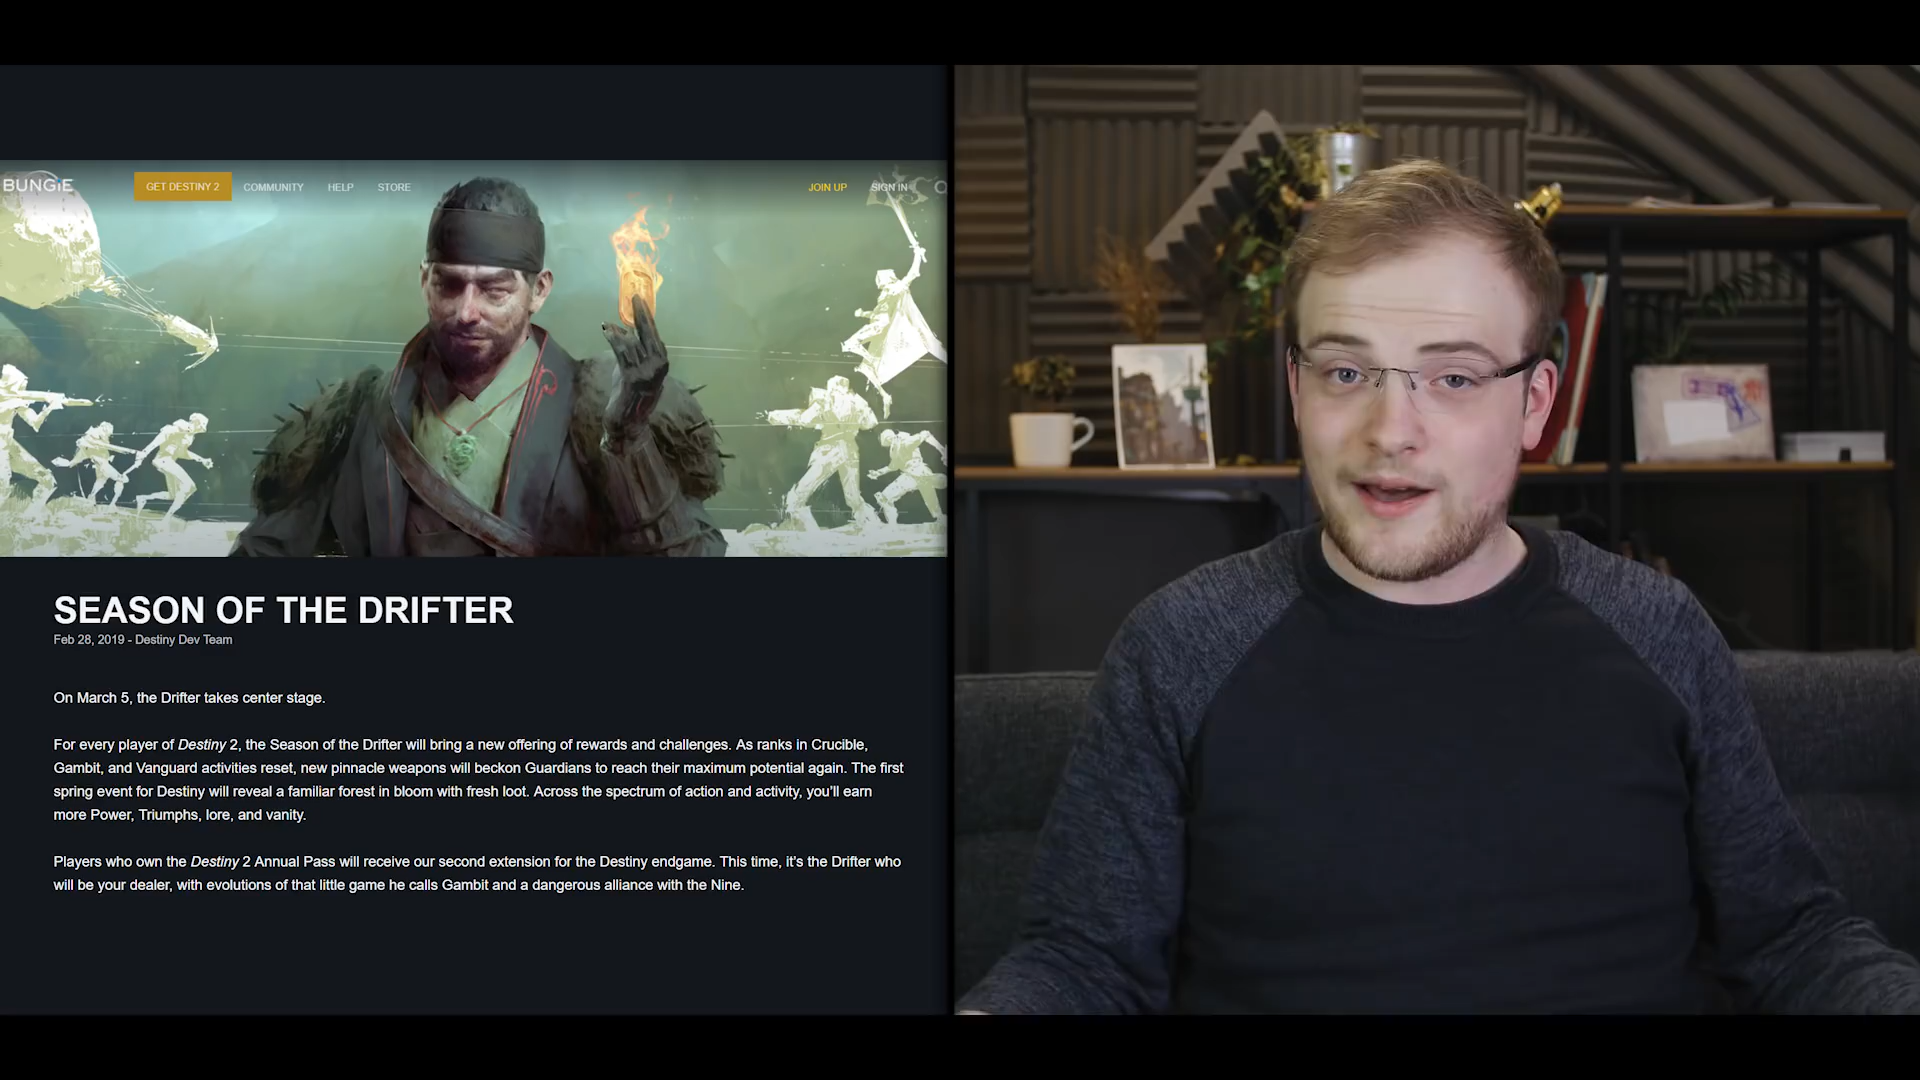 BUNGiE
GET DESTINY 2
COMMUNITY
HELP
STORE
JOIN UP
SIGN IN
SEASON OF THE DRIFTER
Feb 28, 2019 - Destiny Dev Team
On March 5, the Drifter takes center stage.
For every player of Destiny 2, the Season of the Drifter will bring a new offering of rewards and challenges. As ranks in Crucible,
Gambit, and Vanguard activities reset, new pinnacle weapons will beckon Guardians to reach their maximum potential again. The first
spring event for Destiny will reveal a familiar forest in bloom with fresh loot. Across the spectrum of action and activity, you'll earn
more Power, Triumphs, lore, and vanity.
Players who own the Destiny 2 Annual Pass will receive our second extension for the Destiny endgame. This time, it's the Drifter who
will be your dealer, with evolutions of that little game he calls Gambit and a dangerous alliance with the Nine.